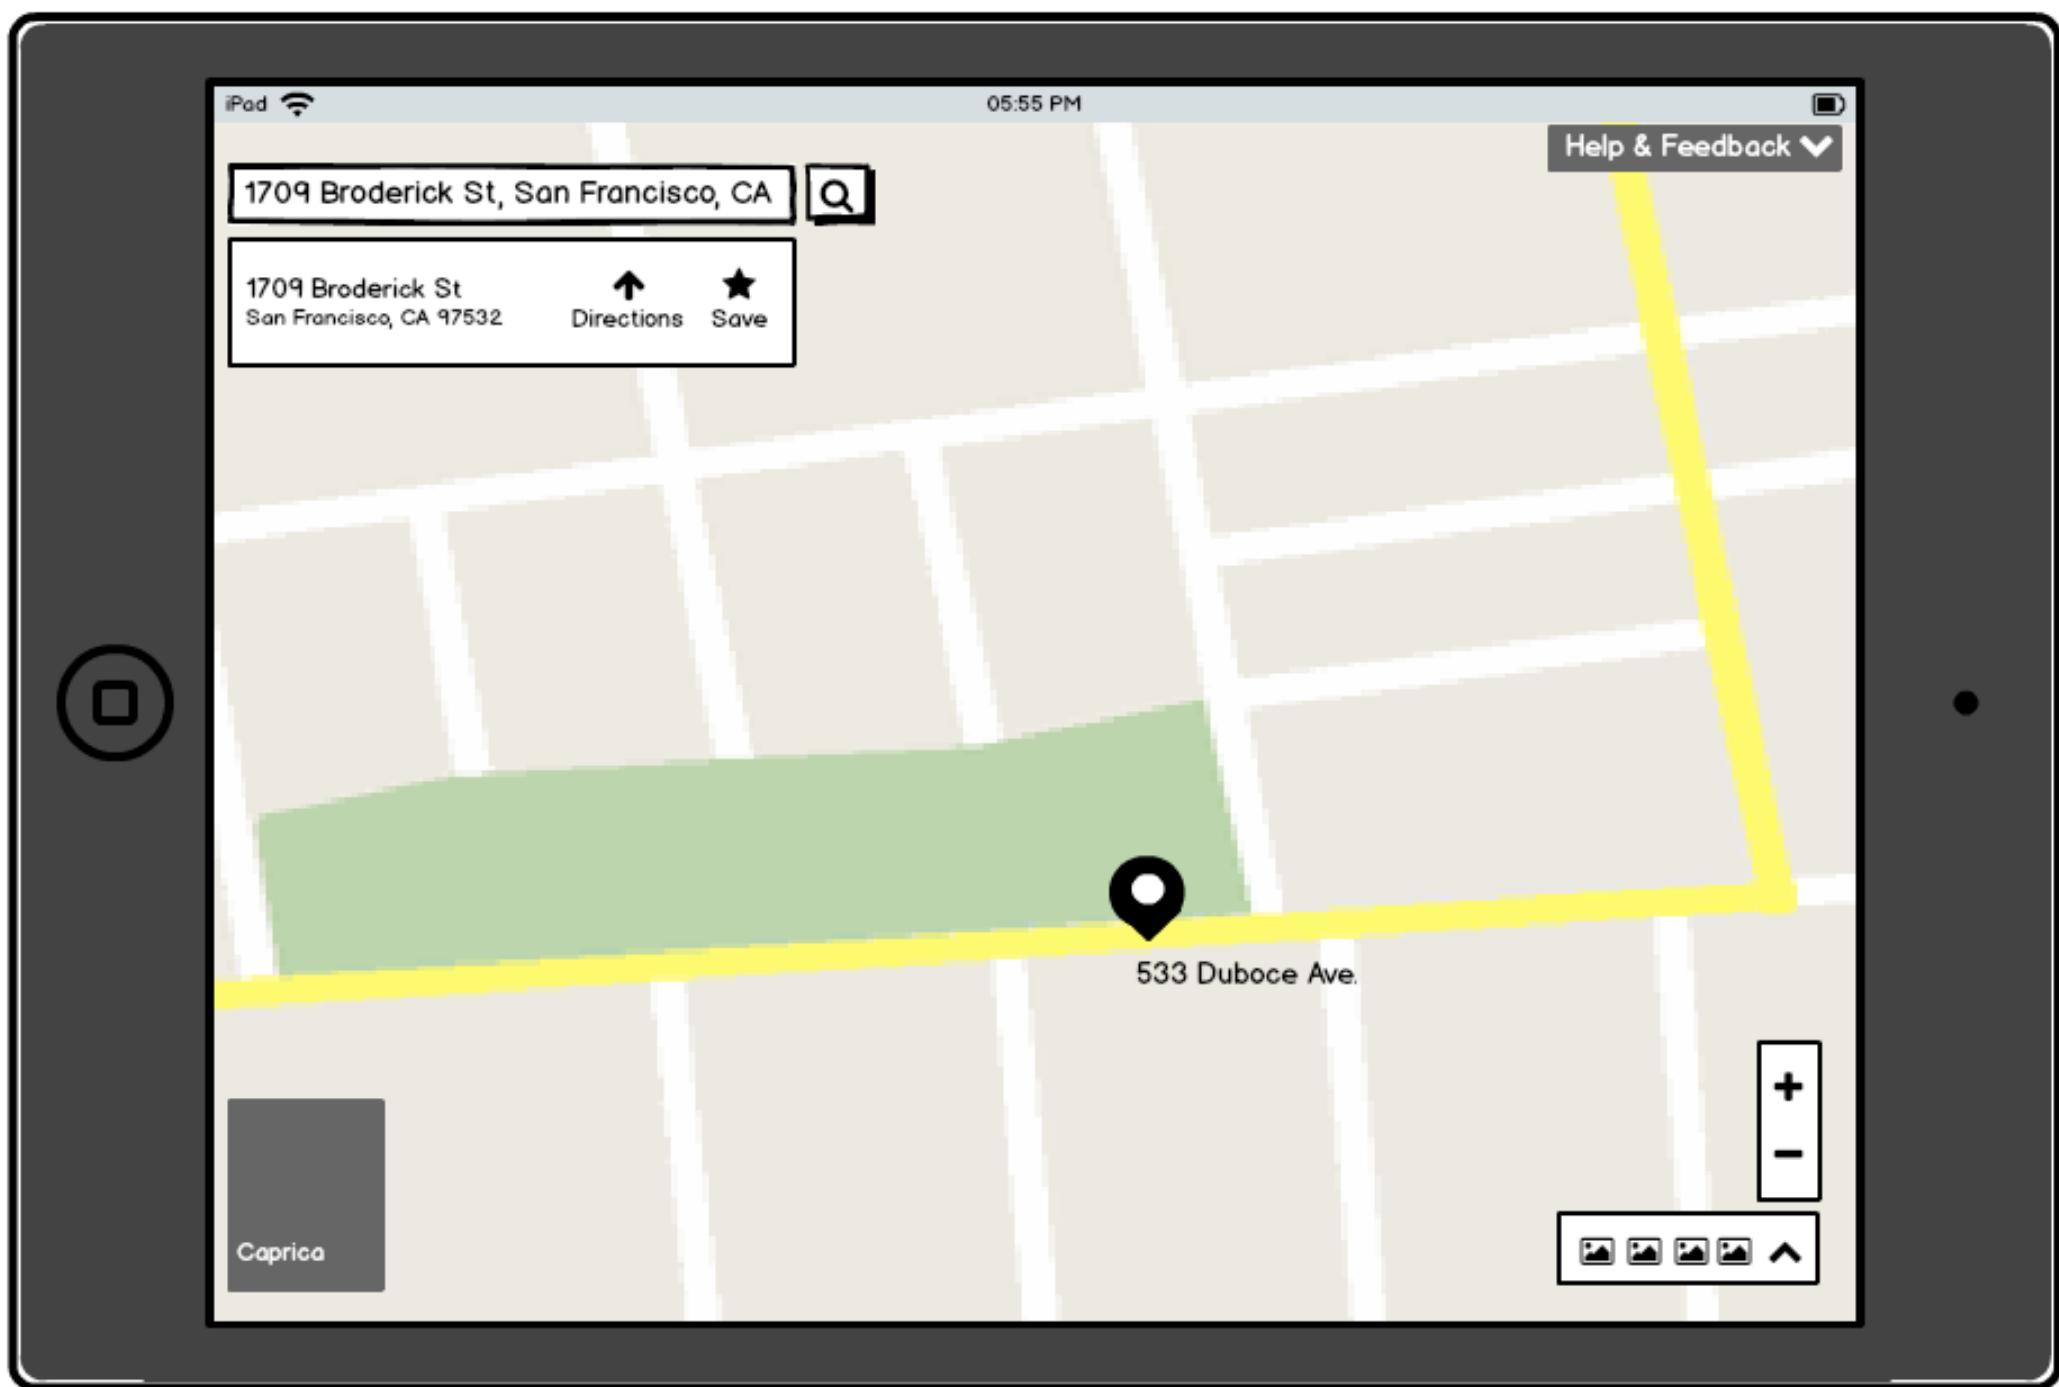 iPad
05:55 PM
Help & Feedback
1709 Broderick St, San Francisco, CA
1709 Broderick St
San Francisco, CA 97532
Directions
Save
533 Duboce Ave.
Caprica